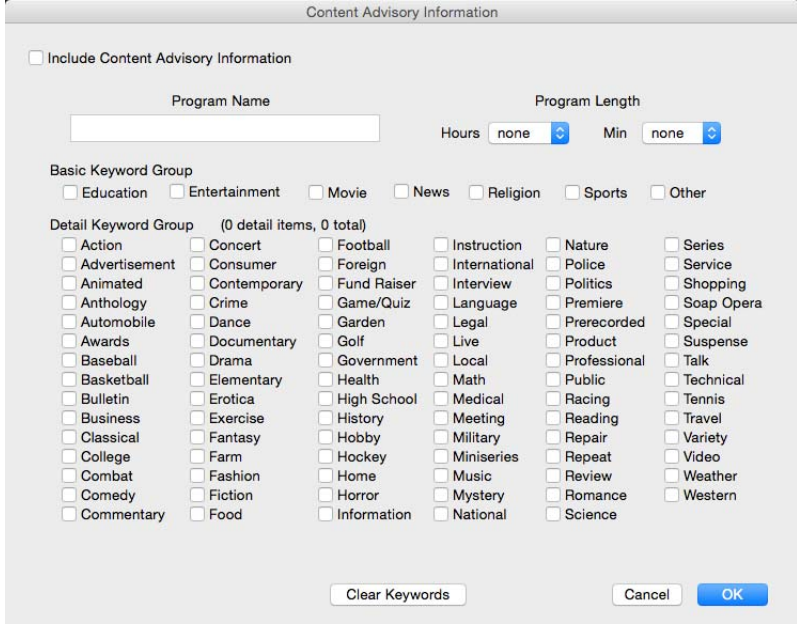 Content Advisory Information
Include Content Advisory Information
Program Name Program Length
Hours none Min none
Basic Keyword Group
Education Entertainment Movie News Religion Sports Other
Detail Keyword Group (0 detail items, 0 total)
Action Concert Football Instruction Nature Series
Advertisement Consumer Foreign International Police Service
Animated Contemporary Fund Raiser Interview Politics Shopping
Anthology Crime Game/Quiz Language Premiere Soap Opera
Automobile Dance Garden Legal Prerecorded Special
Awards Documentary Golf Live Product Suspense
Baseball Drama Government Local Professional Talk
Basketball Elementary Health Math Public Technical
Bulletin Erotica High School Medical Racing Tennis
Business Exercise History Meeting Reading Travel
Classical Fantasy Hobby Military Repair Variety
College Farm Hockey Miniseries Repeat Video
Combat Fashion Home Music Review Weather
Comedy Fiction Horror Mystery Romance Western
Commentary Food Information National Science
Clear Keywords Cancel OK